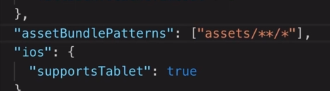 },
"assetBundlePatterns": ["assets/**/*"],
"ios": {
"supportsTablet": true
}